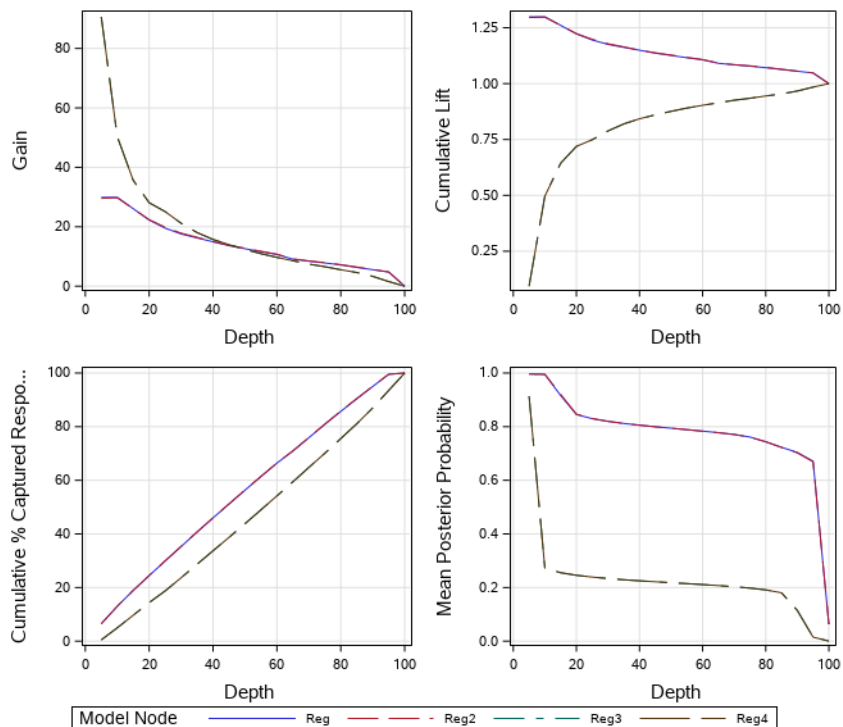 Gain
80
60
40
20
0
0 20 40 60 80 100
Depth
Cumulative Lift
1.25
1.00
0.75
0.50
0.25
0 20 40 60 80 100
Depth
Cumulative % Captured Respo...
100
80
60
40
20
0
0 20 40 60 80 100
Depth
Mean Posterior Probability
1.0
0.8
0.6
0.4
0.2
0.0
0 20 40 60 80 100
Depth
Model Node Reg Reg2 Reg3 Reg4